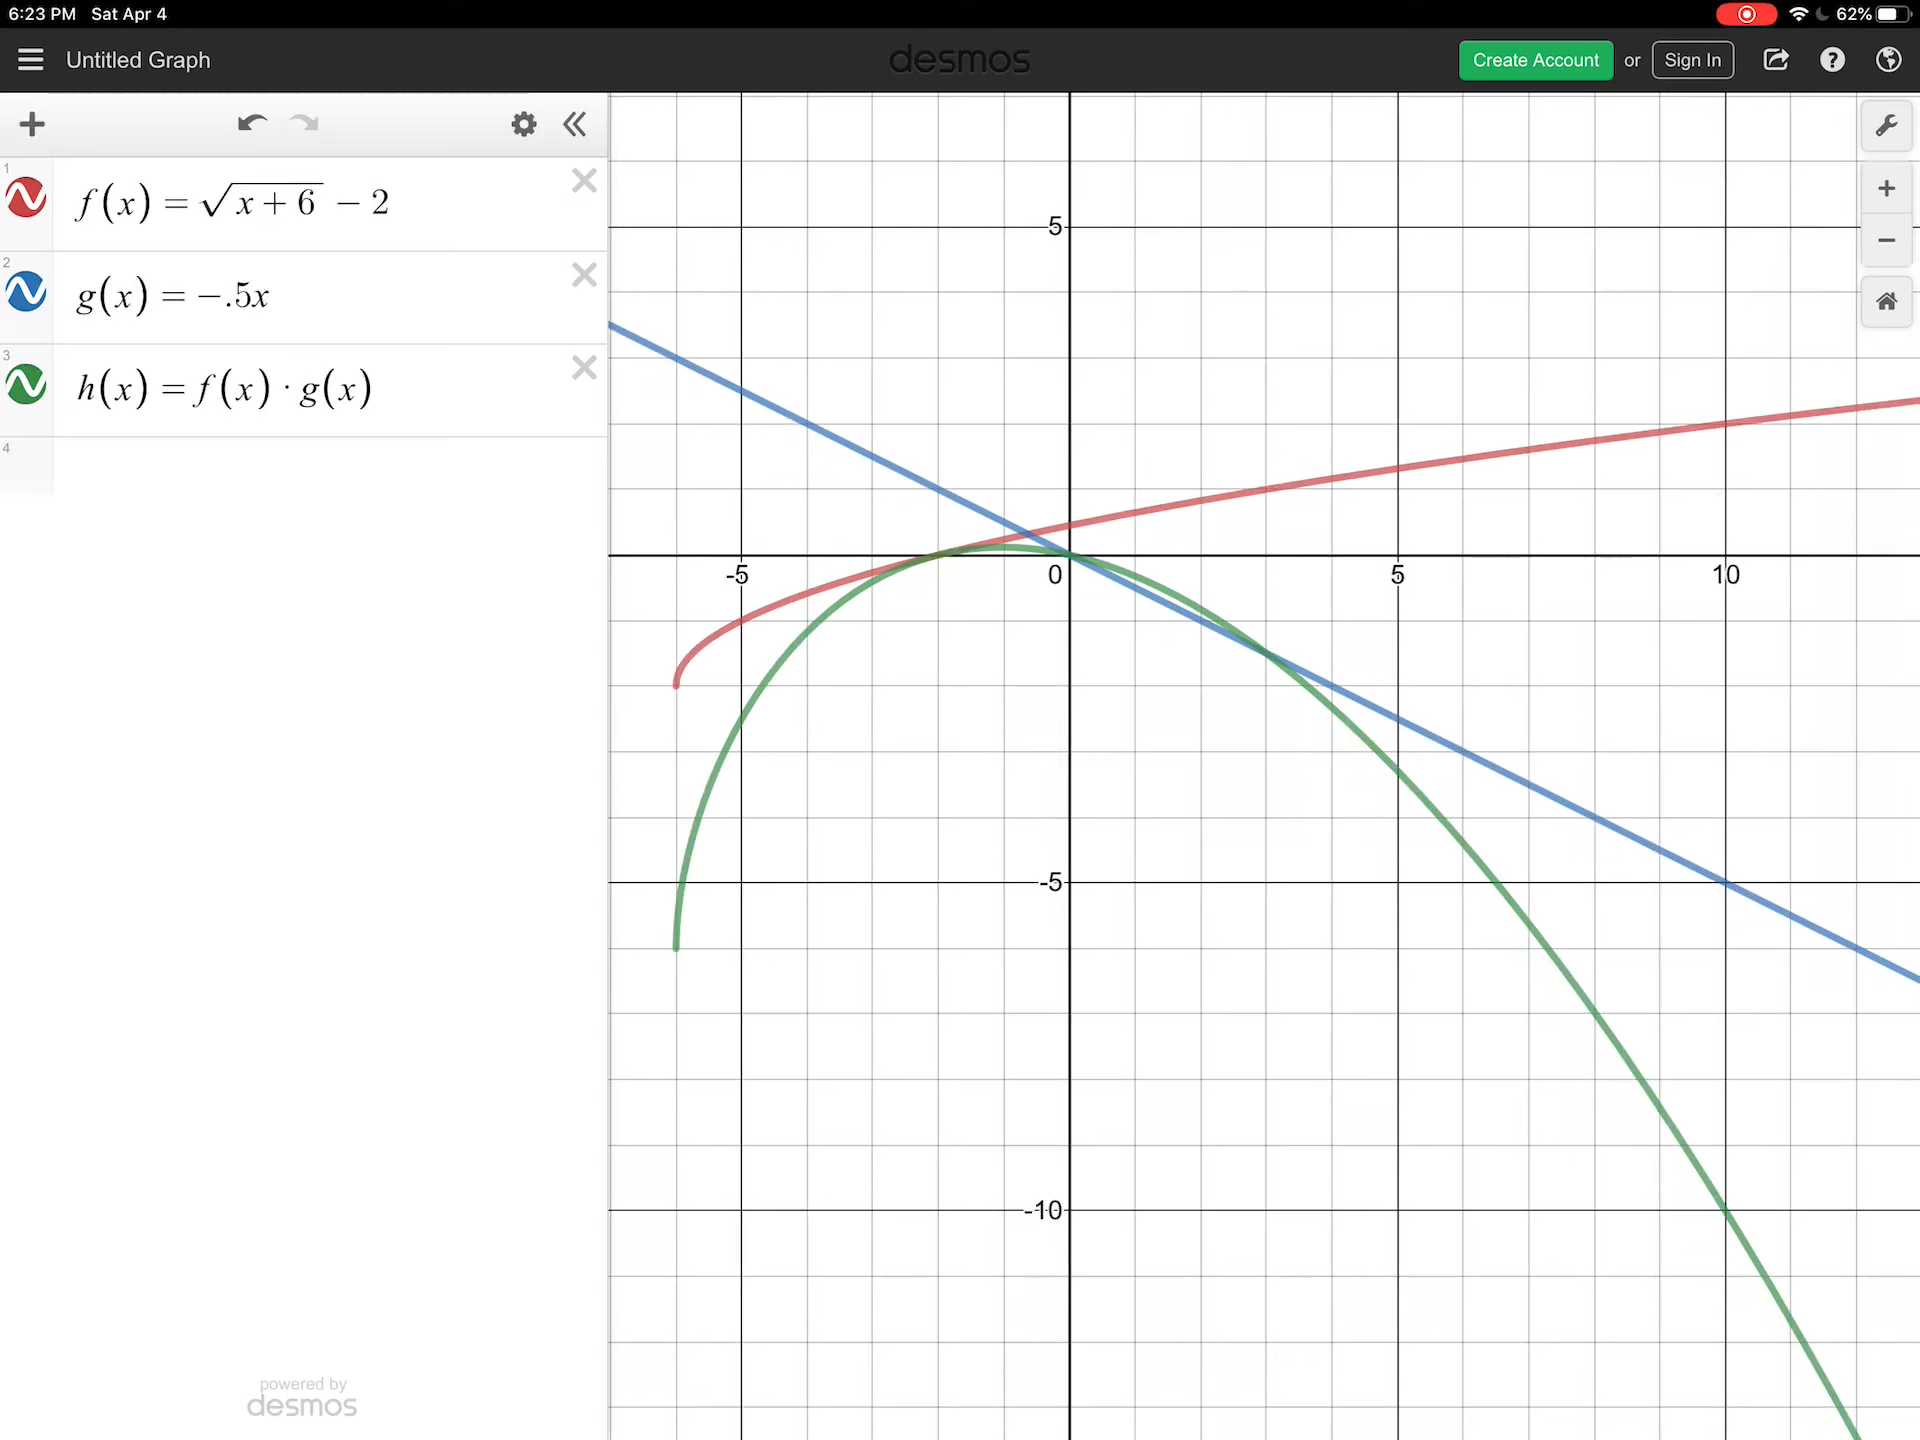 6:23 PM Sat Apr 4
62%
Untitled Graph
desmos
Create Account or Sign In
1
f(x) = √x + 6 − 2
2
g(x) = −.5x
3
h(x) = f(x) · g(x)
4
5
-5
0
5
10
-5
-10
powered by
desmos